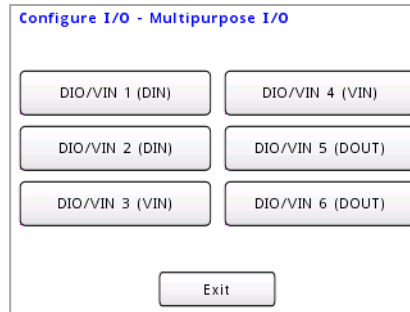 Configure I/O - Multipurpose I/O
DIO/VIN 1 (DIN)
DIO/VIN 4 (VIN)
DIO/VIN 2 (DIN)
DIO/VIN 5 (DOUT)
DIO/VIN 3 (VIN)
DIO/VIN 6 (DOUT)
Exit